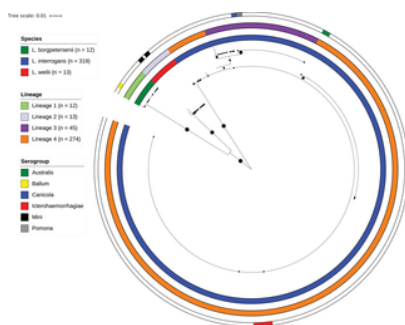 Tree scale: 0.01
Species
L. borgpetersenii (n = 12)
L. interrogans (n = 319)
L. weilii (n = 13)
Lineage
Lineage 1 (n = 12)
Lineage 2 (n = 13)
Lineage 3 (n = 45)
Lineage 4 (n = 274)
Serogroup
Australis
Ballum
Canicola
Icterohaemorrhagiae
Mini
Pomona